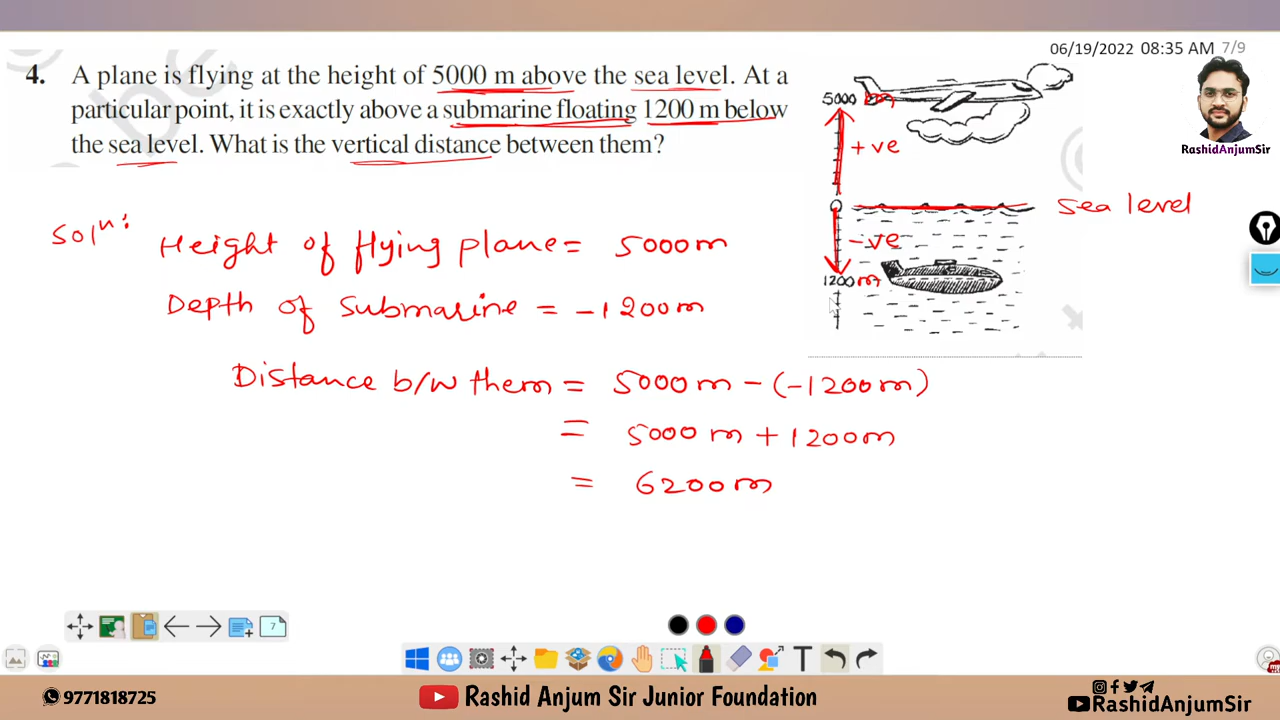 06/19/2022 08:35 AM 7/9
4. A plane is flying at the height of 5000 m above the sea level. At a
particular point, it is exactly above a submarine floating 1200 m below
the sea level. What is the vertical distance between them?
5000 m
+ve
RashidAnjumSir
0
sea level
-ve
1200 m
Soln:
Height of flying plane = 5000m
Depth of Submarine = -1200m
Distance b/w them = 5000m - (-1200m)
= 5000m + 1200m
= 6200m
7
T
9771818725
Rashid Anjum Sir Junior Foundation
RashidAnjumSir